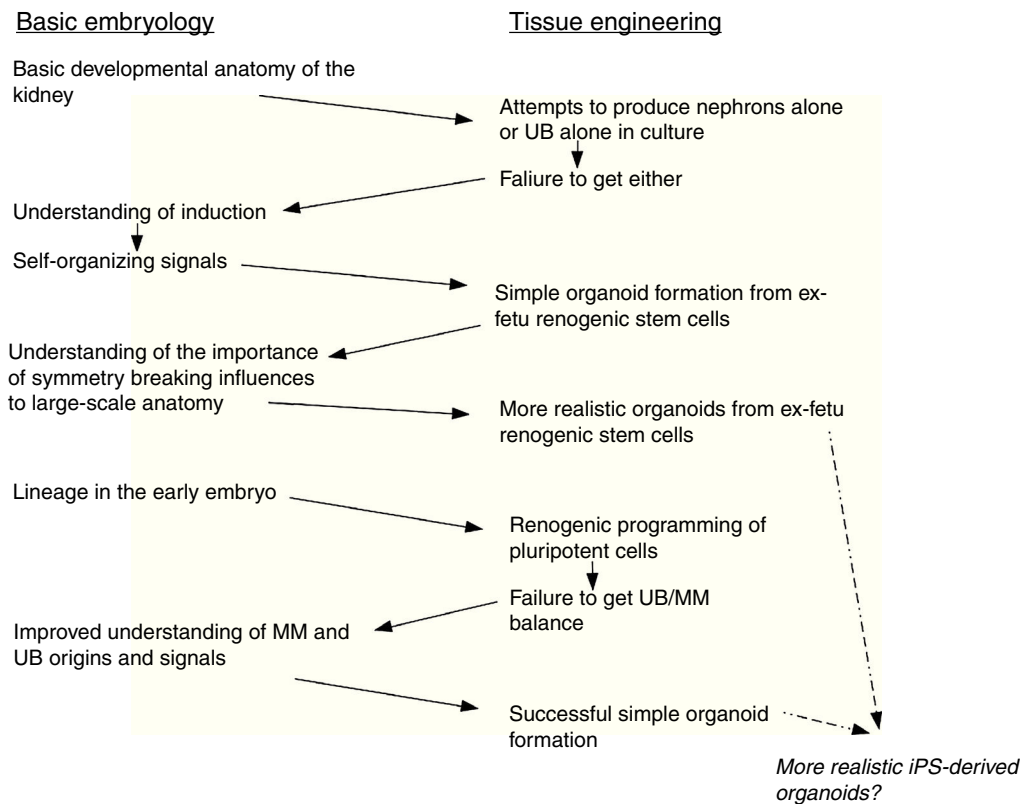 Basic embryology
Tissue engineering
Basic developmental anatomy of the
kidney
Attempts to produce nephrons alone
or UB alone in culture
Faliure to get either
Understanding of induction
Self-organizing signals
Simple organoid formation from ex-
fetu renogenic stem cells
Understanding of the importance
of symmetry breaking influences
to large-scale anatomy
More realistic organoids from ex-fetu
renogenic stem cells
Lineage in the early embryo
Renogenic programming of
pluripotent cells
Failure to get UB/MM
balance
Improved understanding of MM and
UB origins and signals
Successful simple organoid
formation
More realistic iPS-derived
organoids?